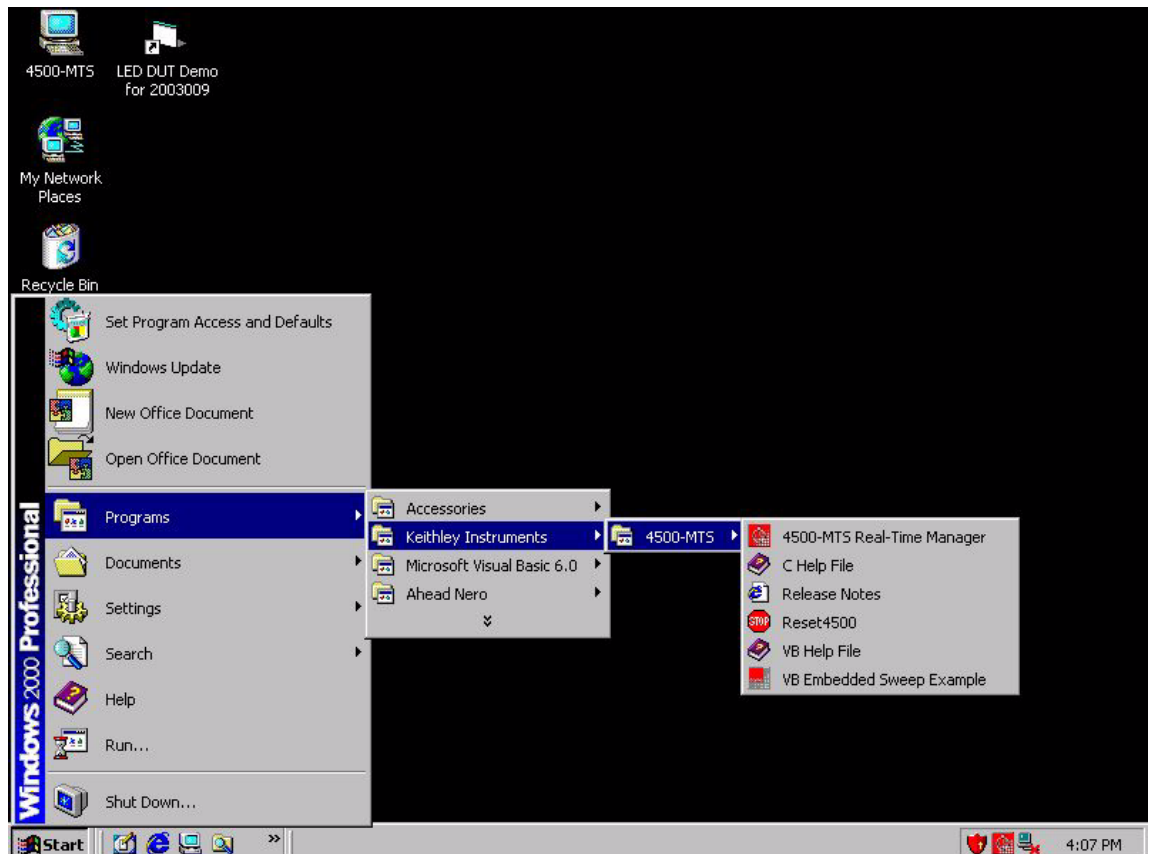 4500-MTS
LED DUT Demo
for 2003009
My Network
Places
Recycle Bin
Set Program Access and Defaults
Windows Update
New Office Document
Open Office Document
Programs
Documents
Settings
Search
Help
Run...
Shut Down...
Windows 2000 Professional
Accessories
Keithley Instruments
Microsoft Visual Basic 6.0
Ahead Nero
4500-MTS
4500-MTS Real-Time Manager
C Help File
Release Notes
STOP
Reset4500
VB Help File
VB Embedded Sweep Example
Start
»
4:07 PM